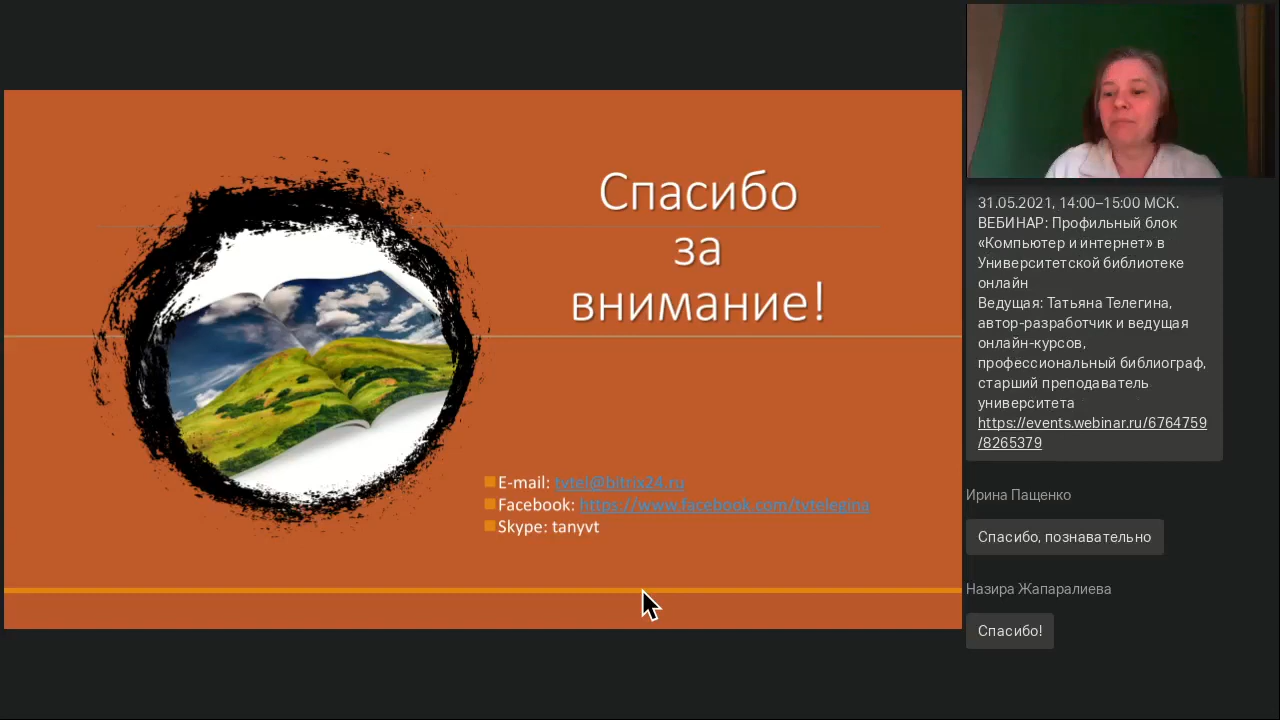 Спасибо
за
внимание!
E-mail: tvtel@bitrix24.ru
Facebook: https://www.facebook.com/tvtelegina
Skype: tanyvt
31.05.2021, 14:00–15:00 МСК.
ВЕБИНАР: Профильный блок
«Компьютер и интернет» в
Университетской библиотеке
онлайн
Ведущая: Татьяна Телегина,
автор-разработчик и ведущая
онлайн-курсов,
профессиональный библиограф,
старший преподаватель
университета
https://events.webinar.ru/6764759
/8265379
Ирина Пащенко
Спасибо, познавательно
Назира Жапаралиева
Спасибо!